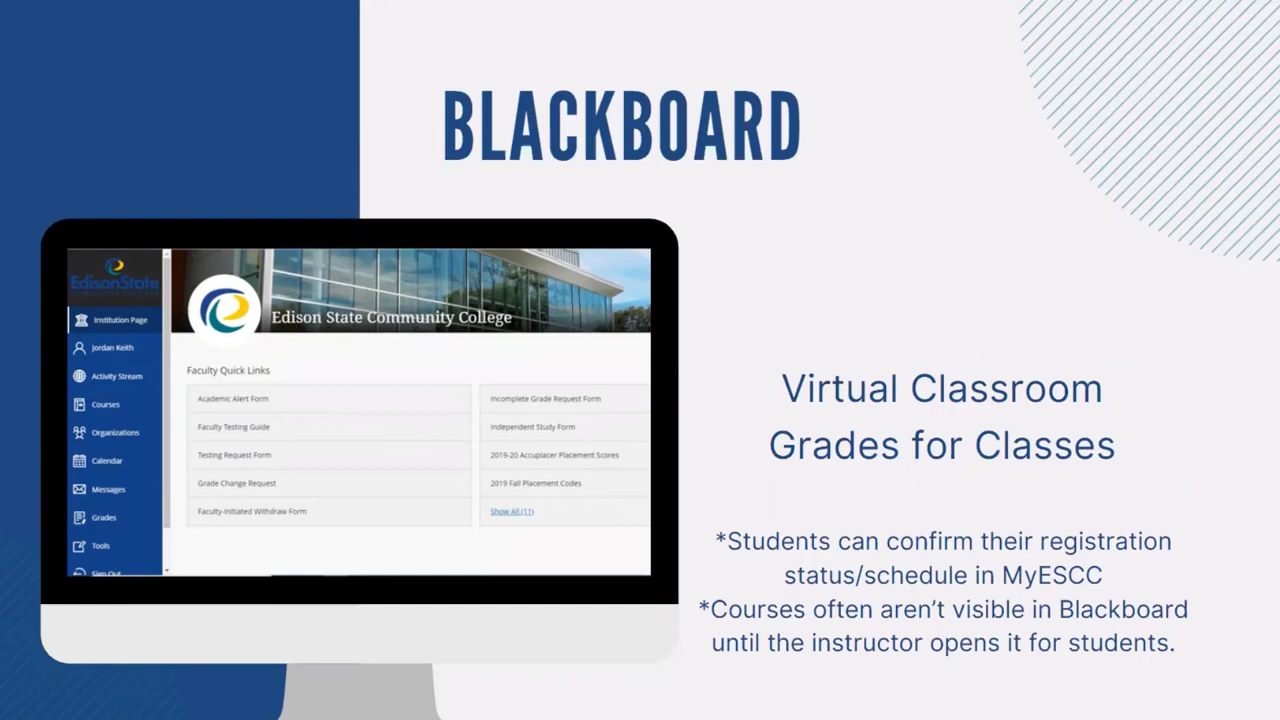 BLACKBOARD
EdisonState
Institution Page
Jordan Keith
Activity Stream
Courses
Organizations
Calendar
Messages
Grades
Tools
Sign Out
Edison State Community College
Faculty Quick Links
Academic Alert Form
Faculty Testing Guide
Testing Request Form
Grade Change Request
Faculty-Initiated Withdraw Form
Incomplete Grade Request Form
Independent Study Form
2019-20 Accuplacer Placement Scores
2019 Fall Placement Codes
Show All (11)
Virtual Classroom
Grades for Classes
*Students can confirm their registration
status/schedule in MyESCC
*Courses often aren’t visible in Blackboard
until the instructor opens it for students.